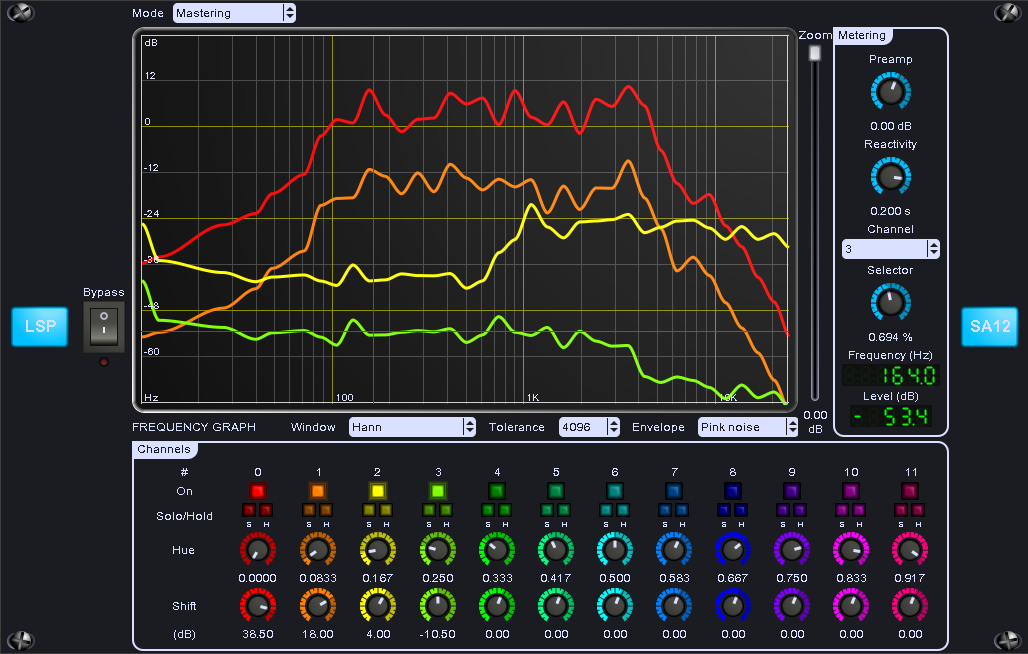 Mode Mastering
Zoom
Metering
dB
12
0
-12
-24
-36
-48
-60
Hz 100 1K 10K
Preamp
0.00 dB
Reactivity
0.200 s
Channel
3
Selector
0.694 %
Frequency (Hz)
164.0
Level (dB)
-53.4
Bypass
LSP
SA12
0.00
dB
FREQUENCY GRAPH Window Hann Tolerance 4096 Envelope Pink noise
Channels
# 0 1 2 3 4 5 6 7 8 9 10 11
On
Solo/Hold
S H S H S H S H S H S H S H S H S H S H S H S H
Hue
0.0000 0.0833 0.167 0.250 0.333 0.417 0.500 0.583 0.667 0.750 0.833 0.917
Shift
(dB) 38.50 18.00 4.00 -10.50 0.00 0.00 0.00 0.00 0.00 0.00 0.00 0.00